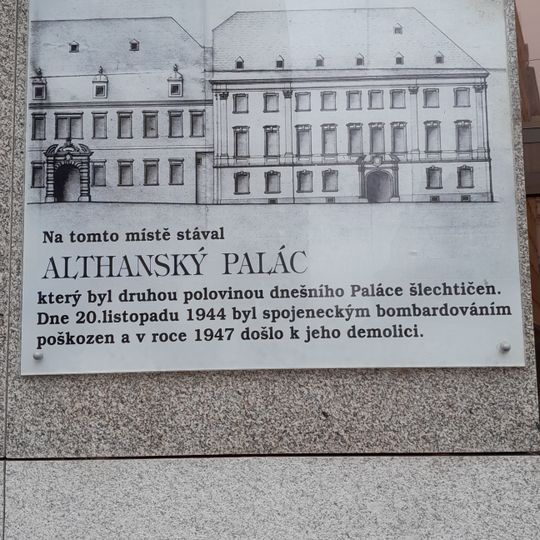 Na tomto místě stával
ALTHANSKÝ PALÁC
který byl druhou polovinou dnešního Paláce šlechtičen.
Dne 20.listopadu 1944 byl spojeneckým bombardováním
poškozen a v roce 1947 došlo k jeho demolici.